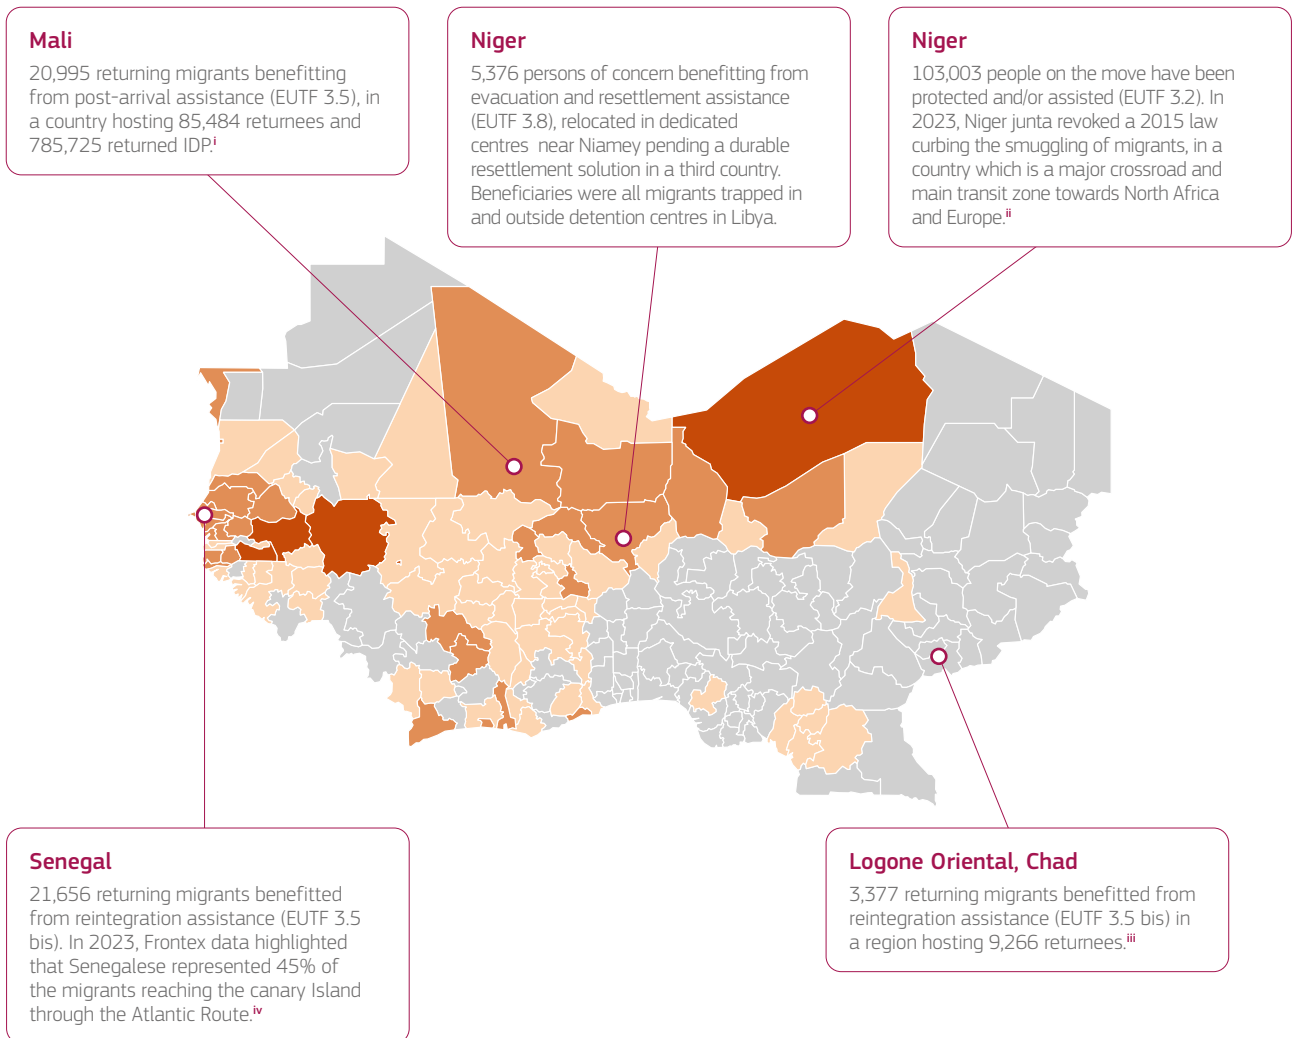 Mali
20,995 returning migrants benefitting
from post-arrival assistance (EUTF 3.5), in
a country hosting 85,484 returnees and
785,725 returned IDP.i
Niger
5,376 persons of concern benefitting from
evacuation and resettlement assistance
(EUTF 3.8), relocated in dedicated
centres near Niamey pending a durable
resettlement solution in a third country.
Beneficiaries were all migrants trapped in
and outside detention centres in Libya.
Niger
103,003 people on the move have been
protected and/or assisted (EUTF 3.2). In
2023, Niger junta revoked a 2015 law
curbing the smuggling of migrants, in a
country which is a major crossroad and
main transit zone towards North Africa
and Europe.ii
Senegal
21,656 returning migrants benefitted
from reintegration assistance (EUTF 3.5
bis). In 2023, Frontex data highlighted
that Senegalese represented 45% of
the migrants reaching the canary Island
through the Atlantic Route.iv
Logone Oriental, Chad
3,377 returning migrants benefitted from
reintegration assistance (EUTF 3.5 bis) in
a region hosting 9,266 returnees.iii